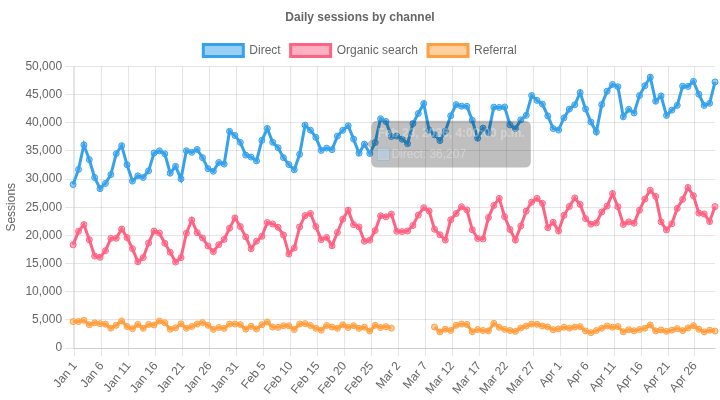 Daily sessions by channel
Direct
Organic search
Referral
50,000
45,000
40,000
35,000
30,000
25,000
20,000
15,000
10,000
5,000
0
Sessions
4:00:00 p.m.
Direct: 36,207
Jan 1
Jan 6
Jan 11
Jan 16
Jan 21
Jan 26
Jan 31
Feb 5
Feb 10
Feb 15
Feb 20
Feb 25
Mar 2
Mar 7
Mar 12
Mar 17
Mar 22
Mar 27
Apr 1
Apr 6
Apr 11
Apr 16
Apr 21
Apr 26